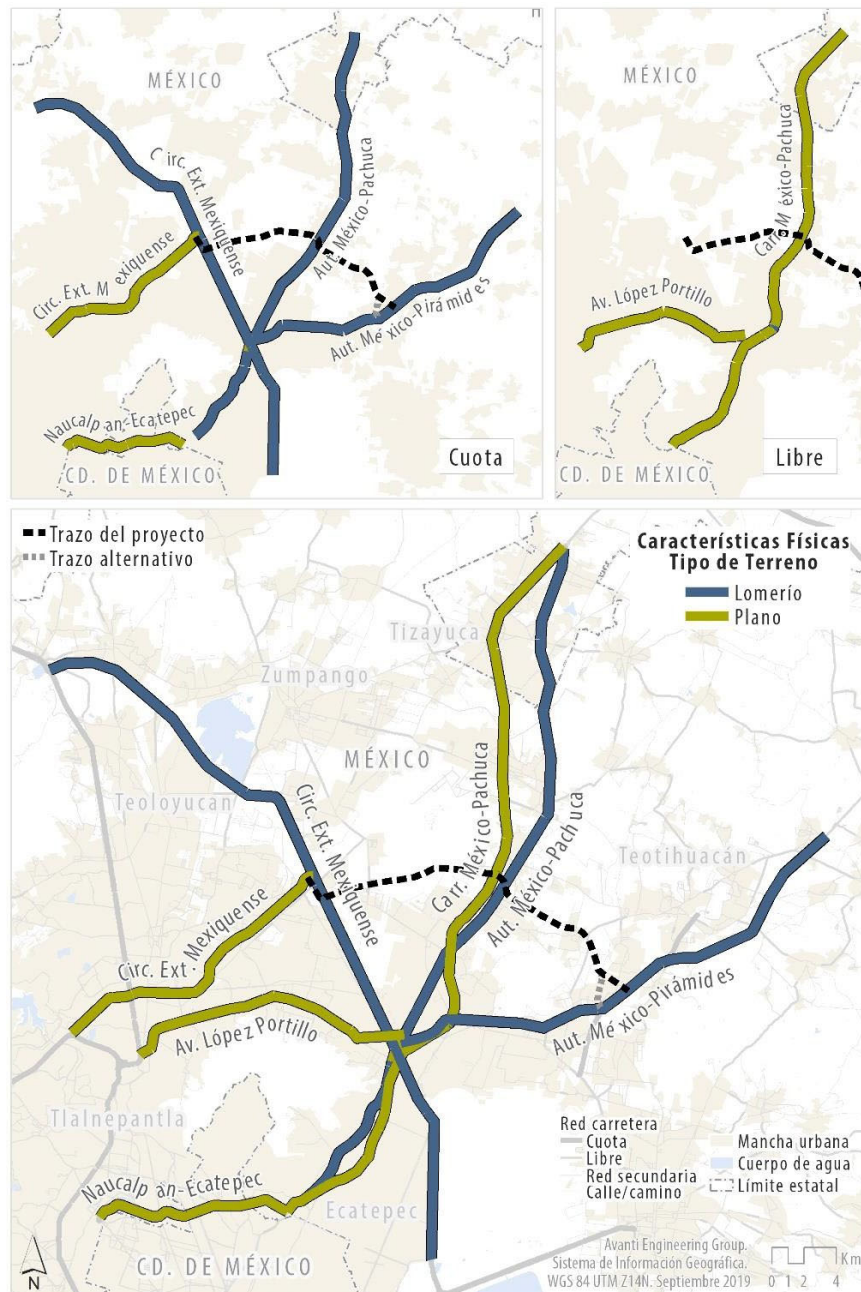 MÉXICO
Circ. Ext. Mexiquense
Circ. Ext. Mexiquense
Aut. México-Pachuca
Aut. México-Pirámides
Naucalpan-Ecatepec
CD. DE MÉXICO
Cuota
MÉXICO
Carr. México-Pachuca
Av. López Portillo
CD. DE MÉXICO
Libre
Trazo del proyecto
Trazo alternativo
Características Físicas
Tipo de Terreno
Lomerío
Plano
Tizayuca
Zumpango
MÉXICO
Teoloyucan
Circ. Ext. Mexiquense
Carr. México-Pachuca
Aut. México-Pachuca
Teotihuacán
Circ. Ext. Mexiquense
Av. López Portillo
Aut. México-Pirámides
Tlalnepantla
Naucalpan-Ecatepec
Ecatepec
CD. DE MÉXICO
Red carretera
Cuota
Libre
Red secundaria
Calle/camino
Mancha urbana
Cuerpo de agua
Límite estatal
N
Avanti Engineering Group.
Sistema de Información Geográfica.
WGS 84 UTM Z14N. Septiembre 2019
Km
0 1 2 4